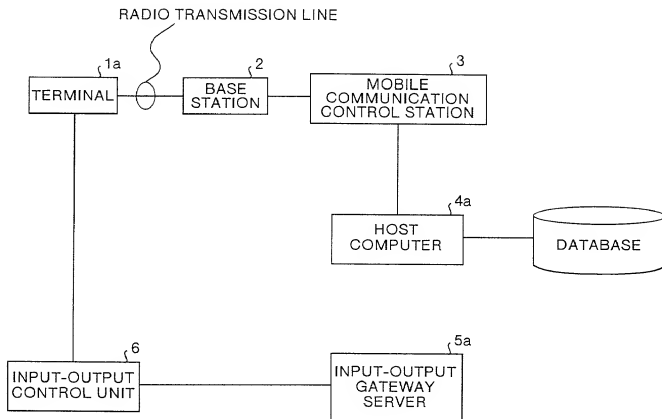 RADIO TRANSMISSION LINE
1a
TERMINAL
2
BASE
STATION
3
MOBILE
COMMUNICATION
CONTROL STATION
4a
HOST
COMPUTER
DATABASE
6
INPUT-OUTPUT
CONTROL UNIT
5a
INPUT-OUTPUT
GATEWAY
SERVER